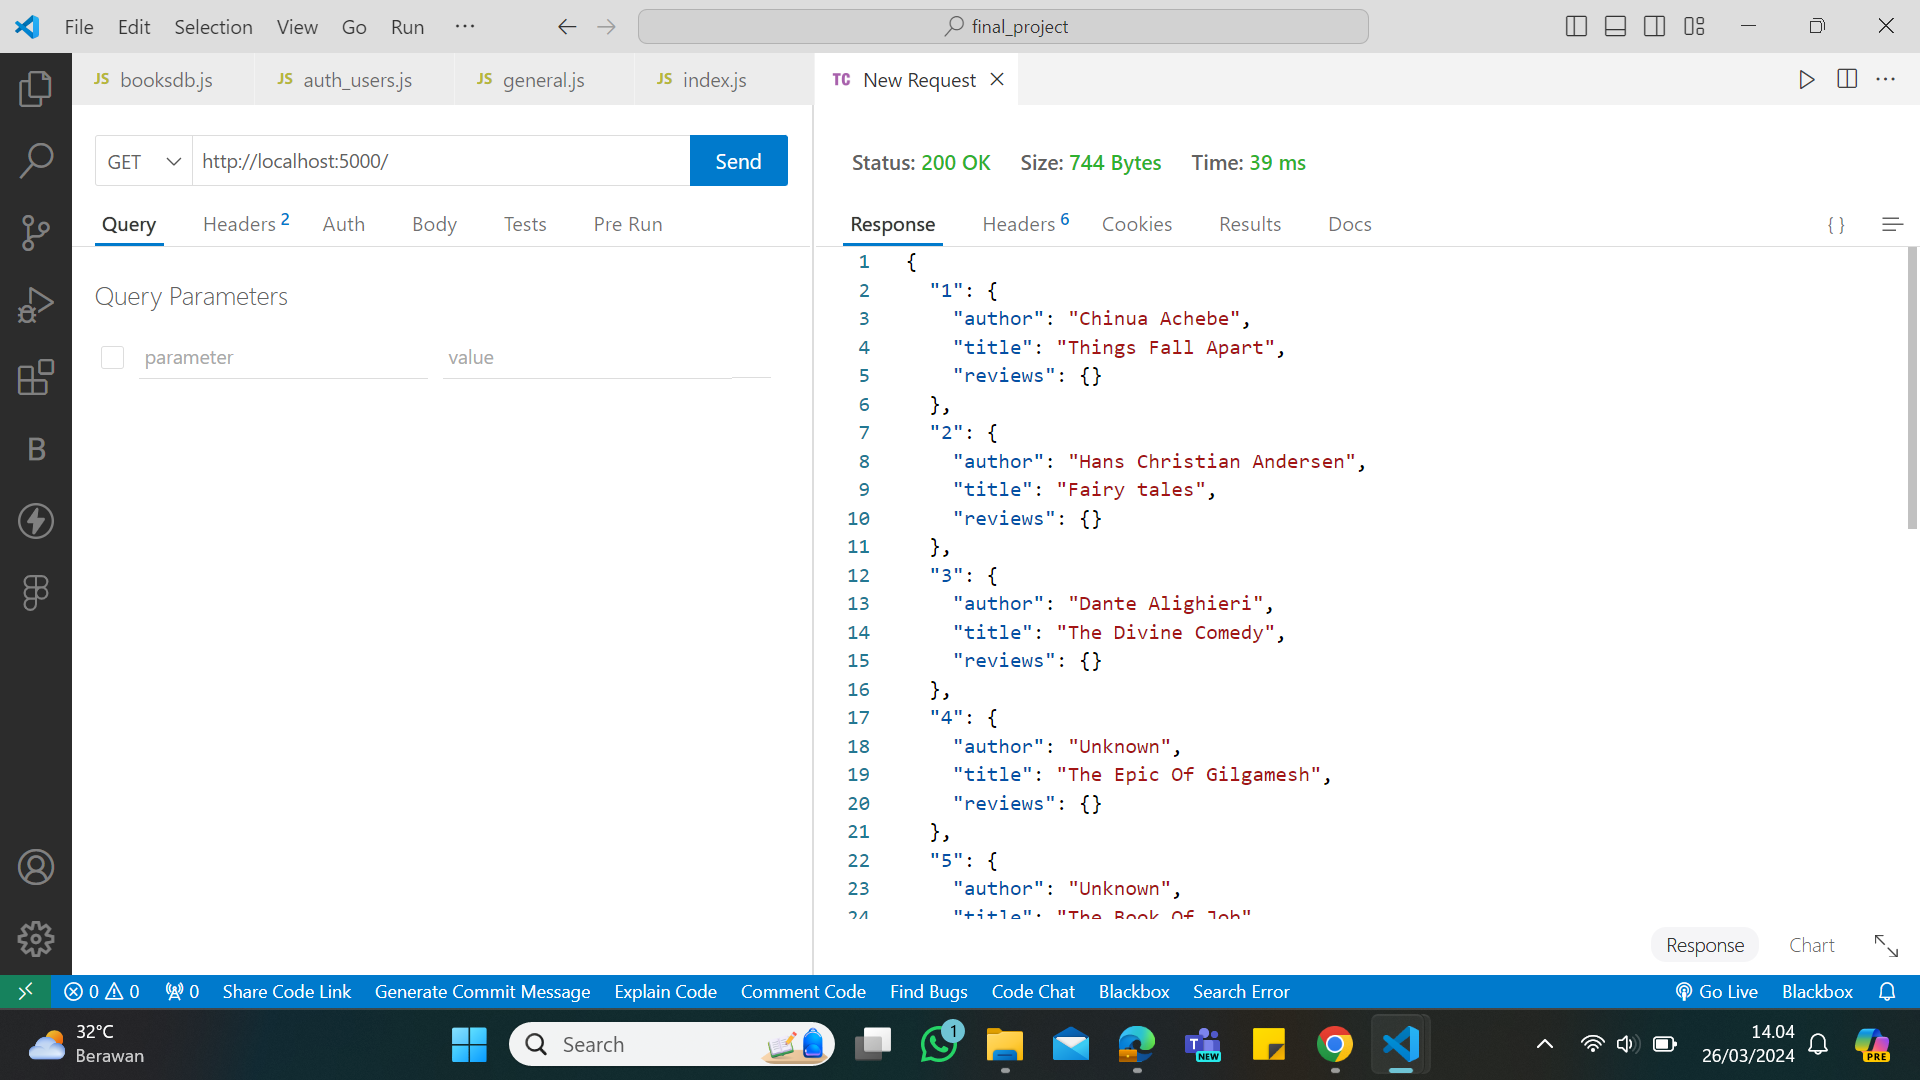 File Edit Selection View Go Run ··· final_project
JS booksdb.js JS auth_users.js JS general.js JS index.js TC New Request
GET http://localhost:5000/ Send
Status: 200 OK Size: 744 Bytes Time: 39 ms
Query Headers 2 Auth Body Tests Pre Run
Response Headers 6 Cookies Results Docs { }
Query Parameters
parameter value
1 {
2 "1": {
3 "author": "Chinua Achebe",
4 "title": "Things Fall Apart",
5 "reviews": {}
6 },
7 "2": {
8 "author": "Hans Christian Andersen",
9 "title": "Fairy tales",
10 "reviews": {}
11 },
12 "3": {
13 "author": "Dante Alighieri",
14 "title": "The Divine Comedy",
15 "reviews": {}
16 },
17 "4": {
18 "author": "Unknown",
19 "title": "The Epic Of Gilgamesh",
20 "reviews": {}
21 },
22 "5": {
23 "author": "Unknown",
24 "title": "The Book Of Job"
B
Response Chart
0 0 0 Share Code Link Generate Commit Message Explain Code Comment Code Find Bugs Code Chat Blackbox Search Error Go Live Blackbox
32°C
Berawan
Search
1
T
NEW
14.04
26/03/2024
PRE